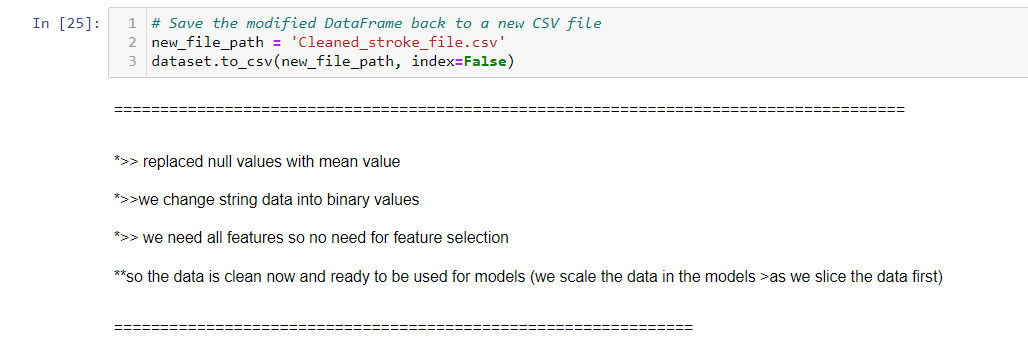 In [25]:
1 # Save the modified DataFrame back to a new CSV file
2 new_file_path = 'Cleaned_stroke_file.csv'
3 dataset.to_csv(new_file_path, index=False)
======================================================================================
*>> replaced null values with mean value
*>>we change string data into binary values
*>> we need all features so no need for feature selection
**so the data is clean now and ready to be used for models (we scale the data in the models >as we slice the data first)
===============================================================